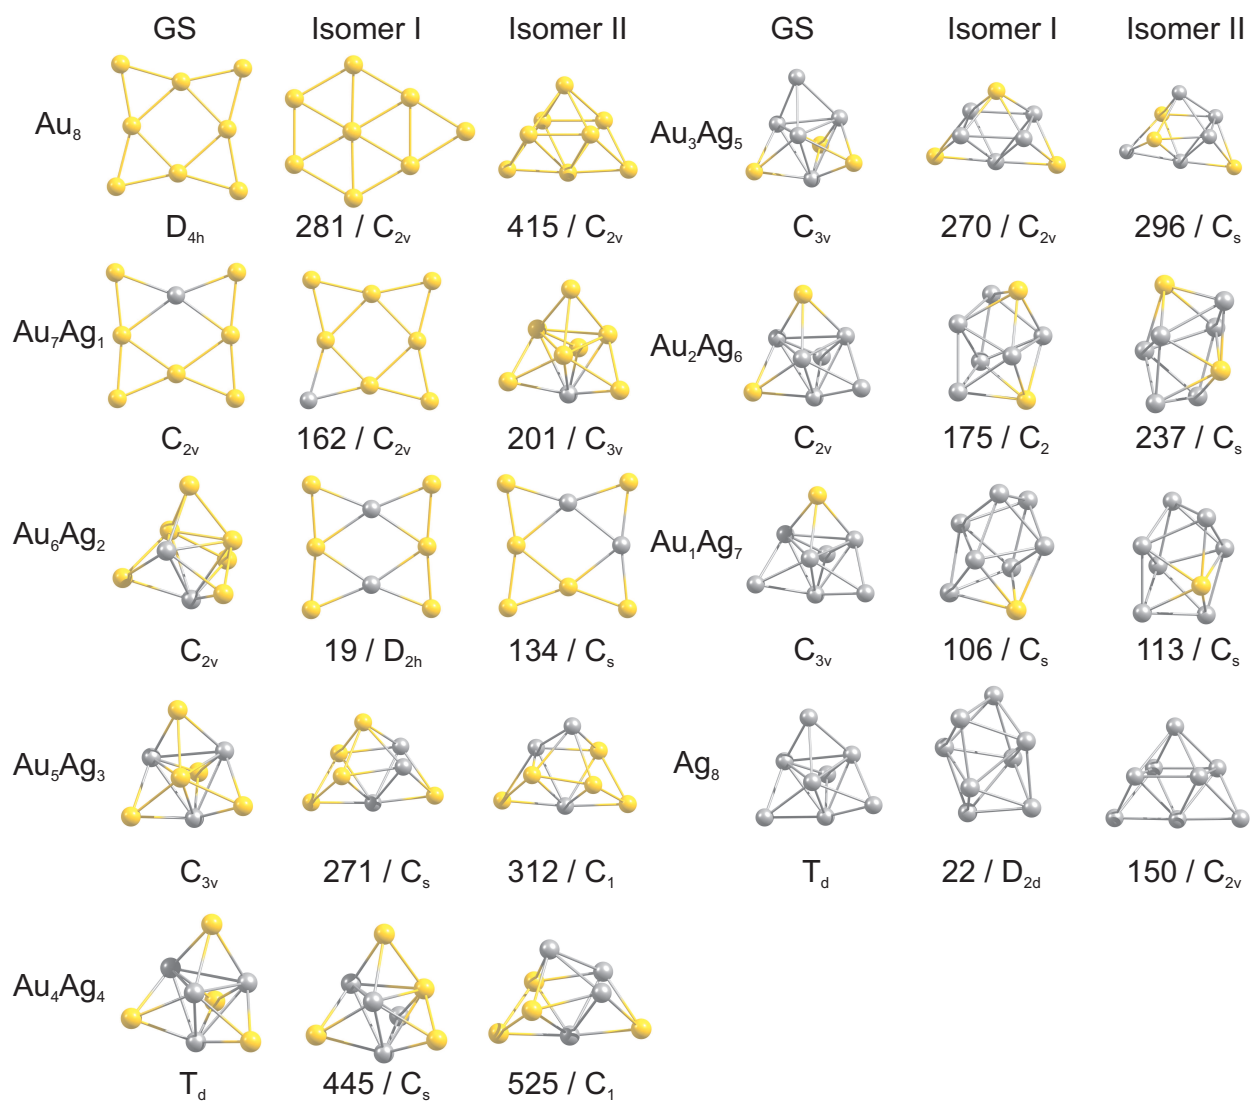 GS Isomer I Isomer II GS Isomer I Isomer II
Au₈ Au₃Ag₅
D₄ₕ 281 / C₂ᵥ 415 / C₂ᵥ C₃ᵥ 270 / C₂ᵥ 296 / Cₛ
Au₇Ag₁ Au₂Ag₆
C₂ᵥ 162 / C₂ᵥ 201 / C₃ᵥ C₂ᵥ 175 / C₂ 237 / Cₛ
Au₆Ag₂ Au₁Ag₇
C₂ᵥ 19 / D₂ₕ 134 / Cₛ C₃ᵥ 106 / Cₛ 113 / Cₛ
Au₅Ag₃ Ag₈
C₃ᵥ 271 / Cₛ 312 / C₁ T_d 22 / D_2d 150 / C₂ᵥ
Au₄Ag₄
T_d 445 / Cₛ 525 / C₁